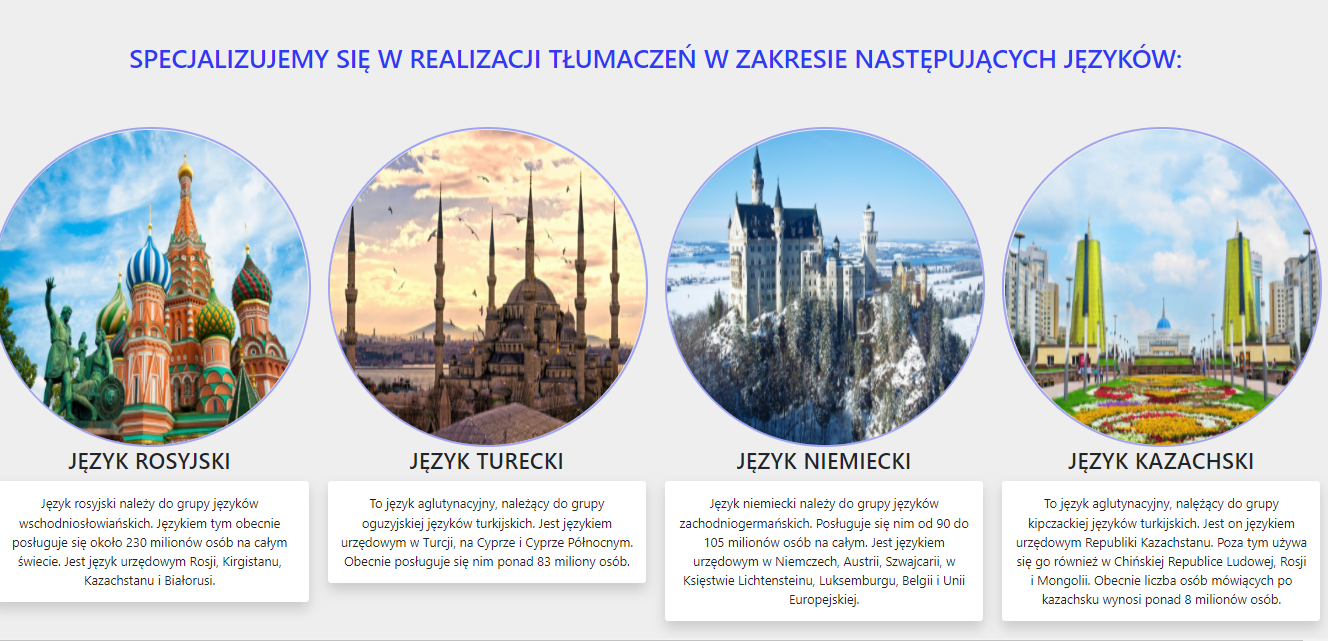 SPECJALIZUJEMY SIĘ W REALIZACJI TŁUMACZEŃ W ZAKRESIE NASTĘPUJĄCYCH JĘZYKÓW:
JĘZYK ROSYJSKI
Język rosyjski należy do grupy języków
wschodniosłowiańskich. Językiem tym obecnie
posługuje się około 230 milionów osób na całym
świecie. Jest język urzędowym Rosji, Kirgistanu,
Kazachstanu i Białorusi.
JĘZYK TURECKI
To język aglutynacyjny, należący do grupy
oguzyjskiej języków turkijskich. Jest językiem
urzędowym w Turcji, na Cyprze i Cyprze Północnym.
Obecnie posługuje się nim ponad 83 miliony osób.
JĘZYK NIEMIECKI
Język niemiecki należy do grupy języków
zachodniogermańskich. Posługuje się nim od 90 do
105 milionów osób na całym. Jest językiem
urzędowym w Niemczech, Austrii, Szwajcarii, w
Księstwie Lichtensteinu, Luksemburgu, Belgii i Unii
Europejskiej.
JĘZYK KAZACHSKI
To język aglutynacyjny, nalężący do grupy
kipczackiej języków turkijskich. Jest on językiem
urzędowym Republiki Kazachstanu. Poza tym używa
się go również w Chińskiej Republice Ludowej, Rosji
i Mongolii. Obecnie liczba osób mówiących po
kazachsku wynosi ponad 8 milionów osób.